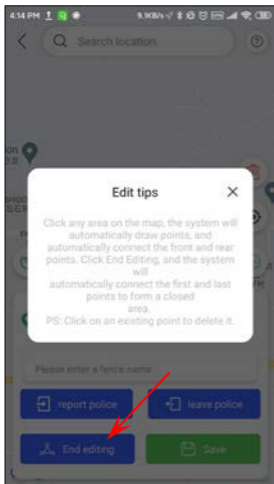 4:14 PM
9.1KB/s
Search location
Edit tips
Click any area on the map, the system will
automatically draw points, and
automatically connect the front and rear
points. Click End Editing, and the system
will
automatically connect the first and last
points to form a closed
area.
PS: Click on an existing point to delete it.
Please enter a fence name
report police
leave police
End editing
Save